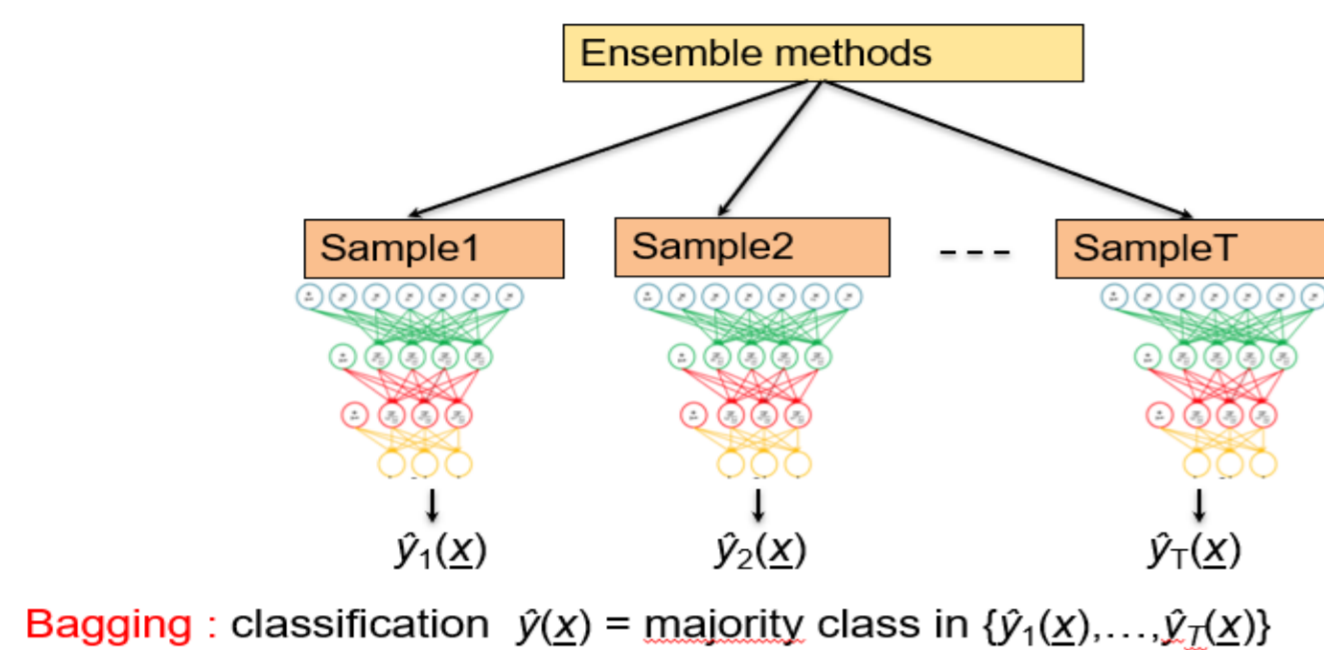 Ensemble methods
Sample1 Sample2 --- SampleT
ŷ₁(x) ŷ₂(x) ŷT(x)
Bagging : classification ŷ(x) = majority class in {ŷ₁(x),...,ŷT(x)}